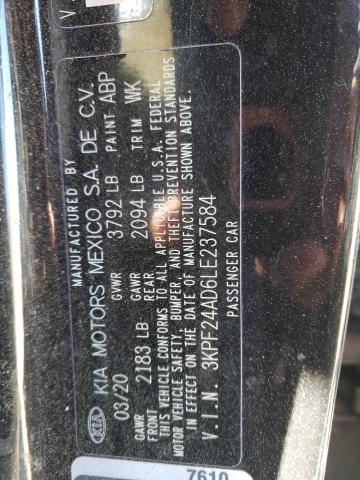 MANUFACTURED BY
KIA KIA MOTORS MEXICO S.A. DE C.V.
03/20 GVWR 3792 LB PAINT ABP
GAWR FRONT 2183 LB GAWR REAR 2094 LB TRIM WK
THIS VEHICLE CONFORMS TO ALL APPLICABLE U.S.A. FEDERAL
MOTOR VEHICLE SAFETY, BUMPER, AND THEFT PREVENTION STANDARDS
IN EFFECT ON THE DATE OF MANUFACTURE SHOWN ABOVE.
V.I.N. 3KPF24AD6LE237584
PASSENGER CAR
7610